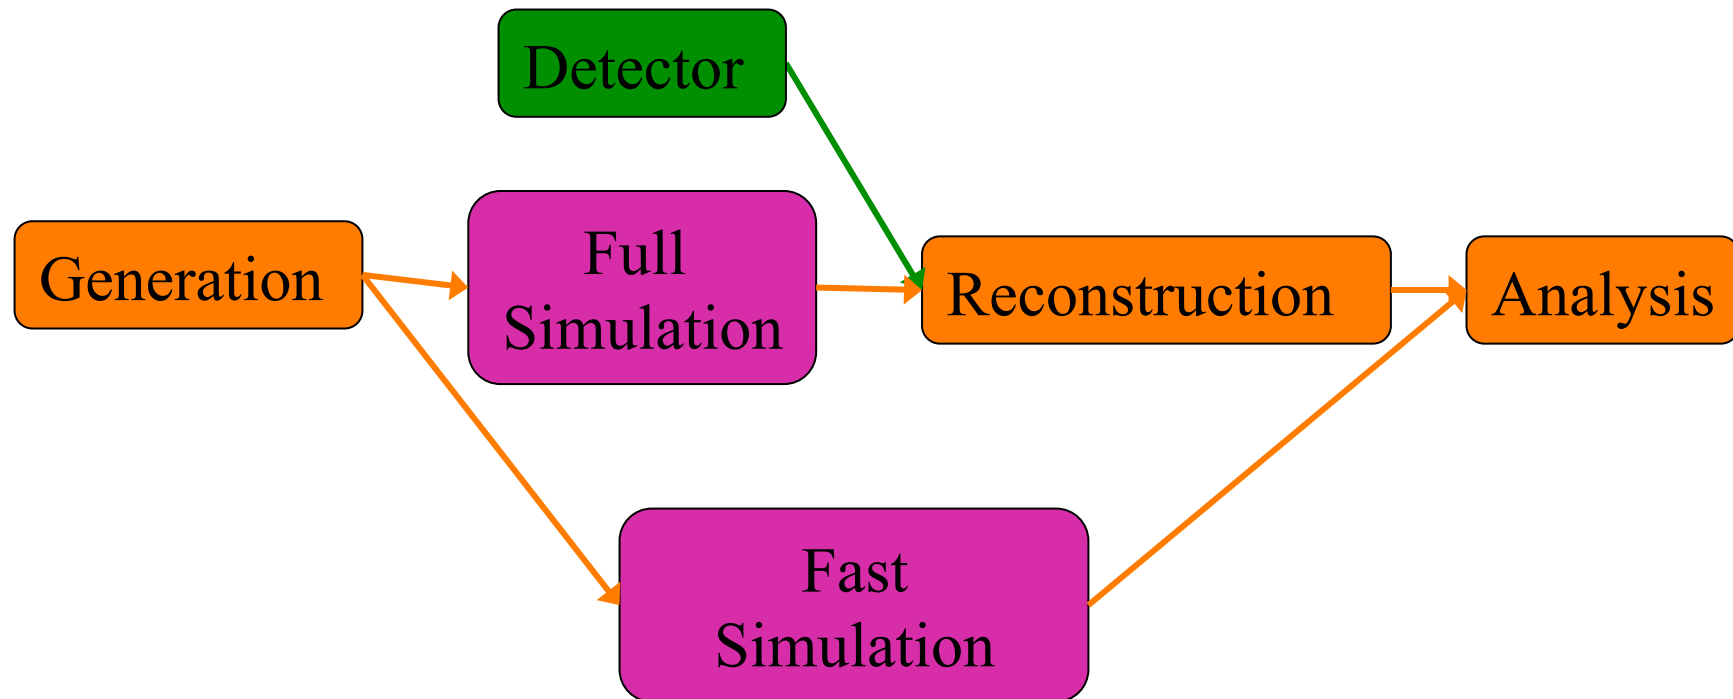 Detector
Generation
Full
Simulation
Reconstruction
Analysis
Fast
Simulation